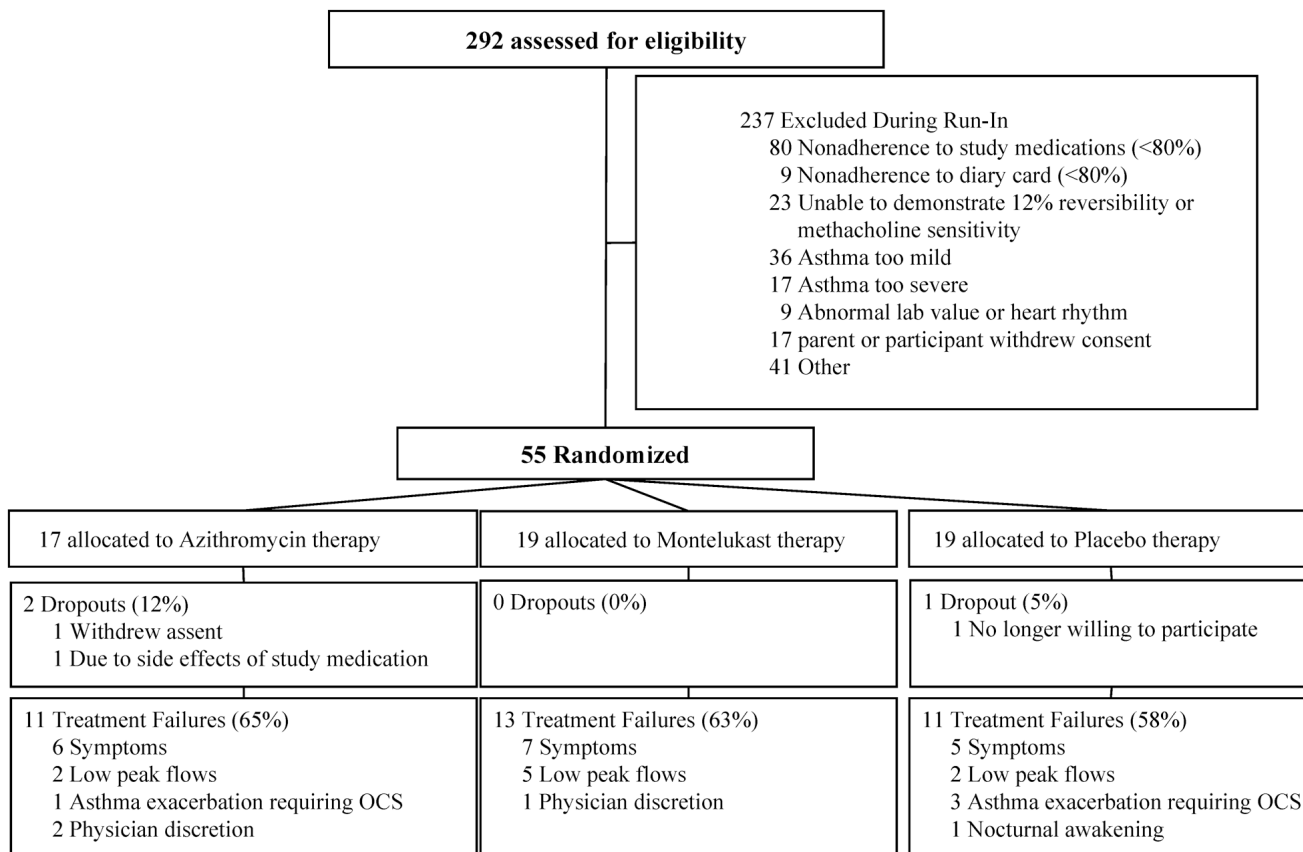 292 assessed for eligibility
237 Excluded During Run-In
80 Nonadherence to study medications (<80%)
9 Nonadherence to diary card (<80%)
23 Unable to demonstrate 12% reversibility or
methacholine sensitivity
36 Asthma too mild
17 Asthma too severe
9 Abnormal lab value or heart rhythm
17 parent or participant withdrew consent
41 Other
55 Randomized
17 allocated to Azithromycin therapy
2 Dropouts (12%)
1 Withdrew assent
1 Due to side effects of study medication
11 Treatment Failures (65%)
6 Symptoms
2 Low peak flows
1 Asthma exacerbation requiring OCS
2 Physician discretion
19 allocated to Montelukast therapy
0 Dropouts (0%)
13 Treatment Failures (63%)
7 Symptoms
5 Low peak flows
1 Physician discretion
19 allocated to Placebo therapy
1 Dropout (5%)
1 No longer willing to participate
11 Treatment Failures (58%)
5 Symptoms
2 Low peak flows
3 Asthma exacerbation requiring OCS
1 Nocturnal awakening